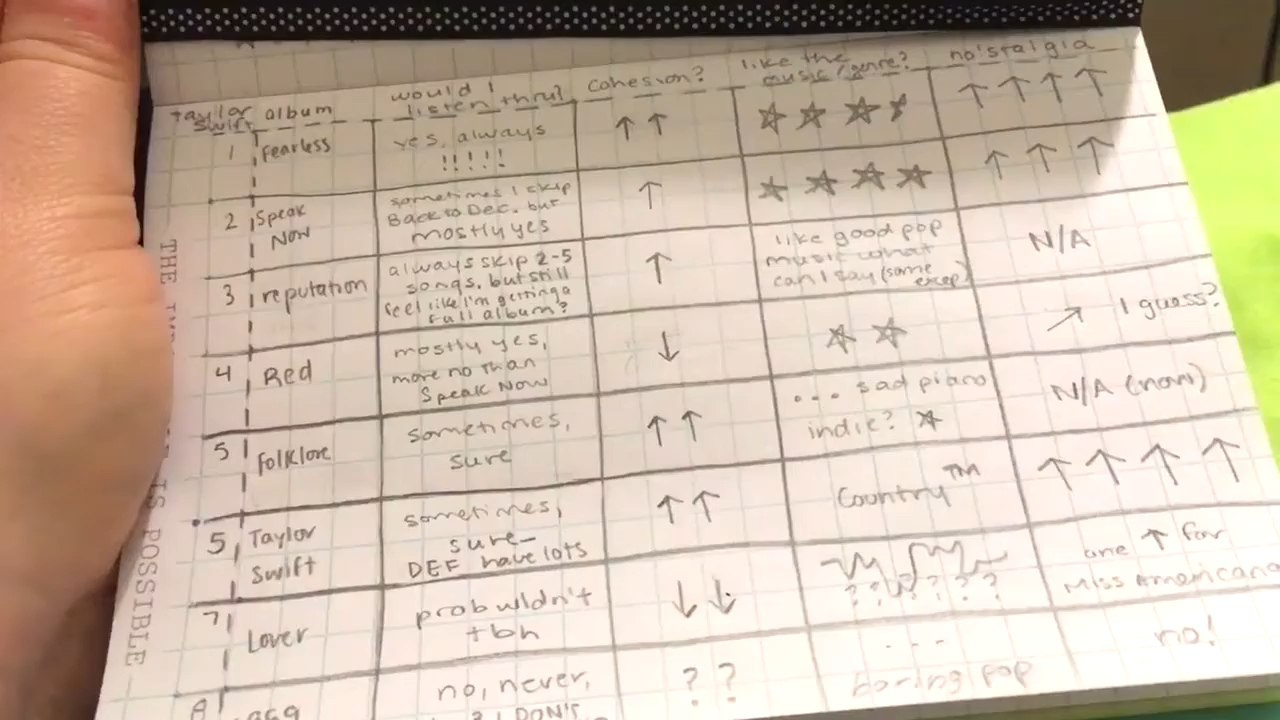 Taylor Swift album would I listen thru? cohesion? like the music/genre? nostalgia
1 Fearless yes, always !!!!! ↑↑ ☆☆☆ ↑↑↑↑
2 Speak Now sometimes I skip Back to Dec. but mostly yes ↑ ☆☆☆☆ ↑↑↑
3 reputation always skip 2-5 songs. but still feel like I'm getting a full album? ↑ like good pop music what can I say (some excep) N/A
4 Red mostly yes, more no than Speak Now ↓ ☆☆ ↗ I guess?
5 Folklore sometimes, sure ↑↑ ... sad piano indie? ☆ N/A (now)
5 Taylor Swift sometimes, sure— DEF have lots ↑↑ Country™ ↑↑↑↑
7 Lover prob wldn't tbh ↓↓ ?????? one ↑ for Miss Americana
8 1989 no, never, I DON'S ?? ... boring pop no!
THE
IS POSSIBLE